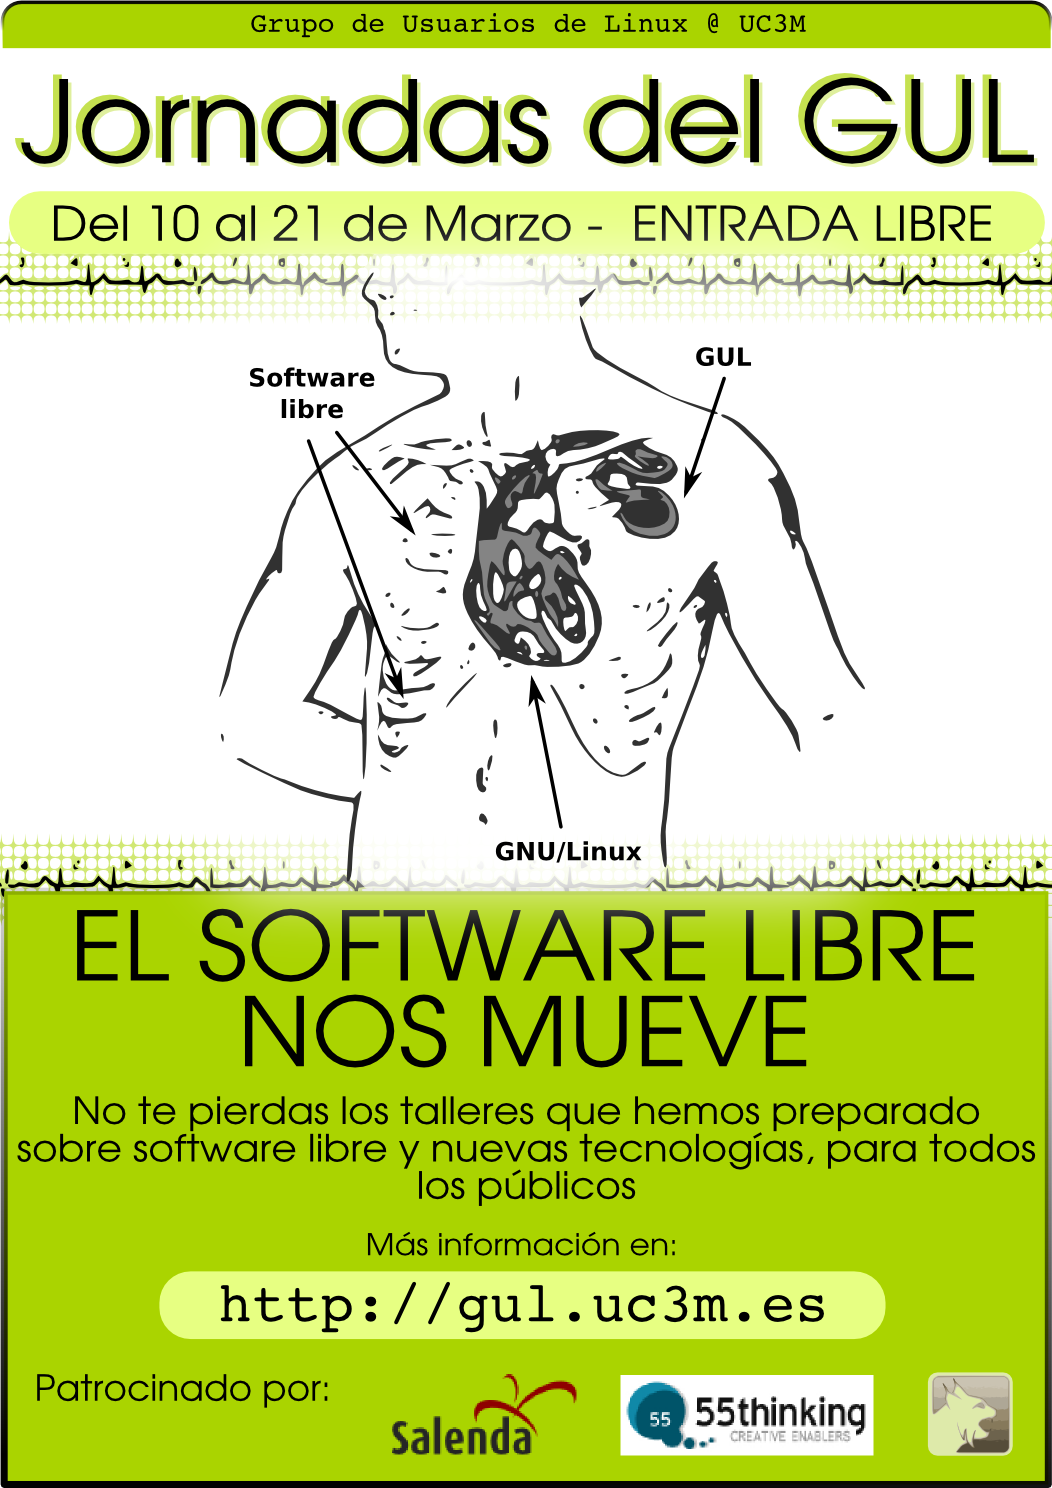 Grupo de Usuarios de Linux @ UC3M
Jornadas del GUL
Del 10 al 21 de Marzo - ENTRADA LIBRE
GUL
Software
libre
GNU/Linux
EL SOFTWARE LIBRE
NOS MUEVE
No te pierdas los talleres que hemos preparado
sobre software libre y nuevas tecnologías, para todos
los públicos
Más información en:
http://gul.uc3m.es
Patrocinado por:
Salenda
55 55thinking
CREATIVE ENABLERS